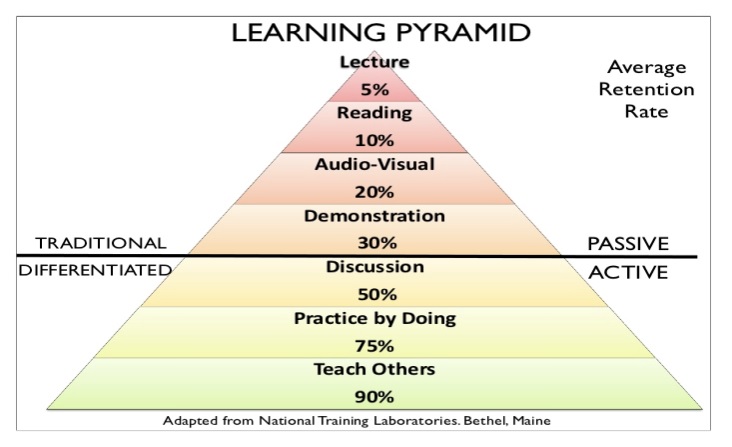 LEARNING PYRAMID
Lecture
5%
Average
Retention
Rate
Reading
10%
Audio-Visual
20%
Demonstration
30%
TRADITIONAL
PASSIVE
DIFFERENTIATED
ACTIVE
Discussion
50%
Practice by Doing
75%
Teach Others
90%
Adapted from National Training Laboratories. Bethel, Maine